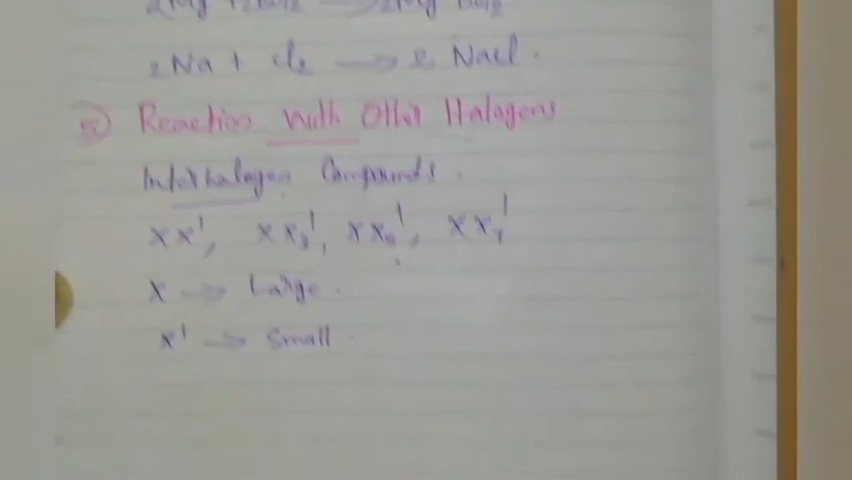 2Na + Cl₂ → 2 NaCl.
5) Reaction with Other Halogens
Interhalogen Compounds.
XX', XX₃', XX₅', XX₇'
X → Large.
X' → Small